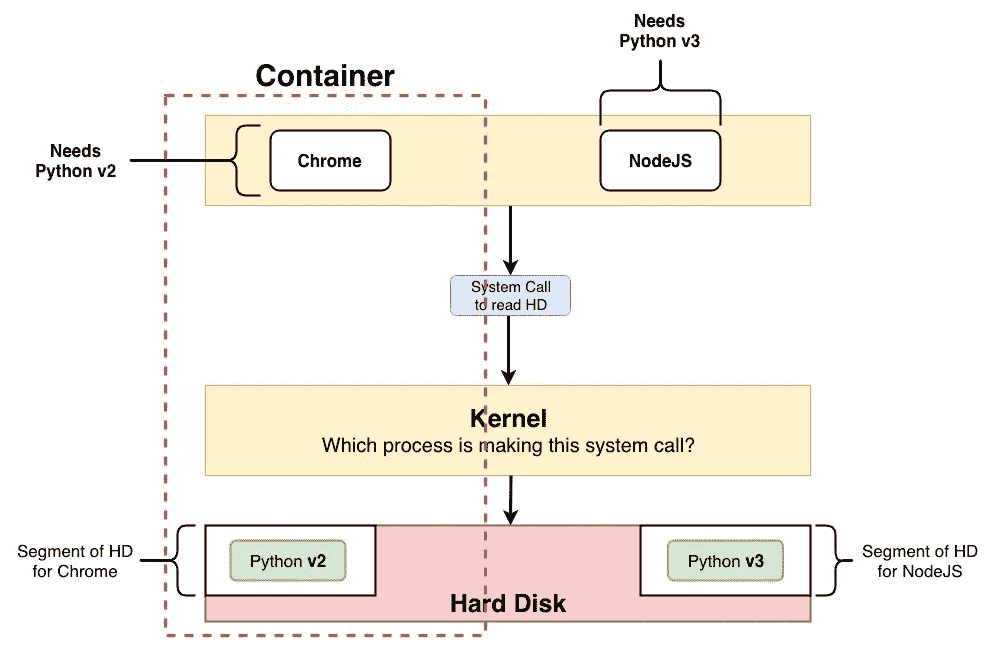 Needs
Python v3
Container
Needs
Python v2
Chrome
NodeJS
System Call
to read HD
Kernel
Which process is making this system call?
Segment of HD
for Chrome
Python v2
Python v3
Segment of HD
for NodeJS
Hard Disk